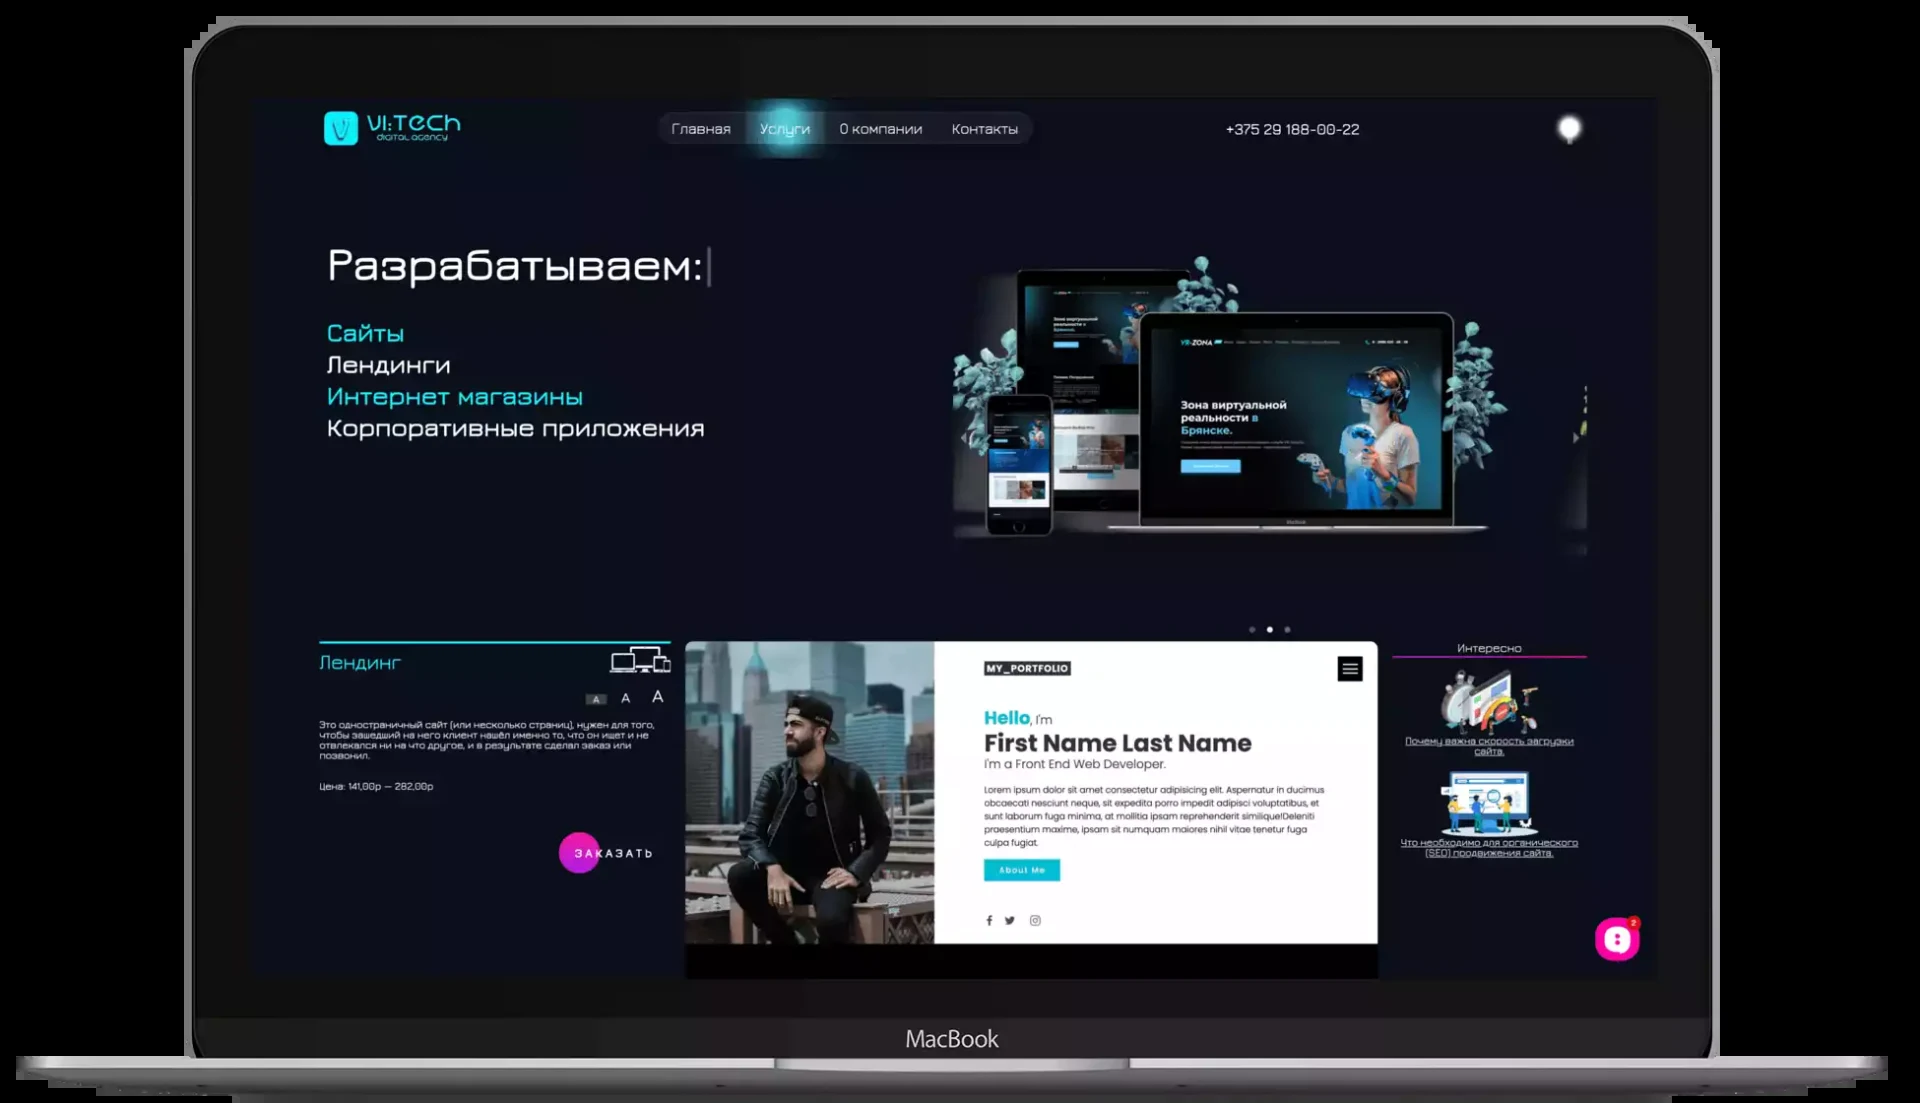 VI:TECH
DIGITAL AGENCY
Главная Услуги О компании Контакты
+375 29 188-00-22
Разрабатываем:
Сайты
Лендинги
Интернет магазины
Корпоративные приложения
VR-ZONA
Зона виртуальной
реальности в
Брянске.
MacBook
Лендинг
A A A
Это одностраничный сайт (или несколько страниц), нужен для того,
чтобы зашедший на него клиент нашёл именно то, что он ищет и не
отвлекался ни на что другое, и в результате сделал заказ или
позвонил.
Цена: 141,00р — 282,00р
ЗАКАЗАТЬ
MY_PORTFOLIO
Hello, I'm
First Name Last Name
I'm a Front End Web Developer.
Lorem ipsum dolor sit amet consectetur adipisicing elit. Aspernatur in ducimus
obcaecati nesciunt neque, sit expedita porro impedit adipisci voluptatibus, et
sunt laborum fuga minima, at mollitia ipsam reprehenderit similique!Deleniti
praesentium maxime, ipsam sit numquam maiores nihil vitae tenetur fuga
culpa fugiat.
About Me
Интересно
Почему важна скорость загрузки
сайта.
Что необходимо для органического
(SEO) продвижения сайта.
2
MacBook